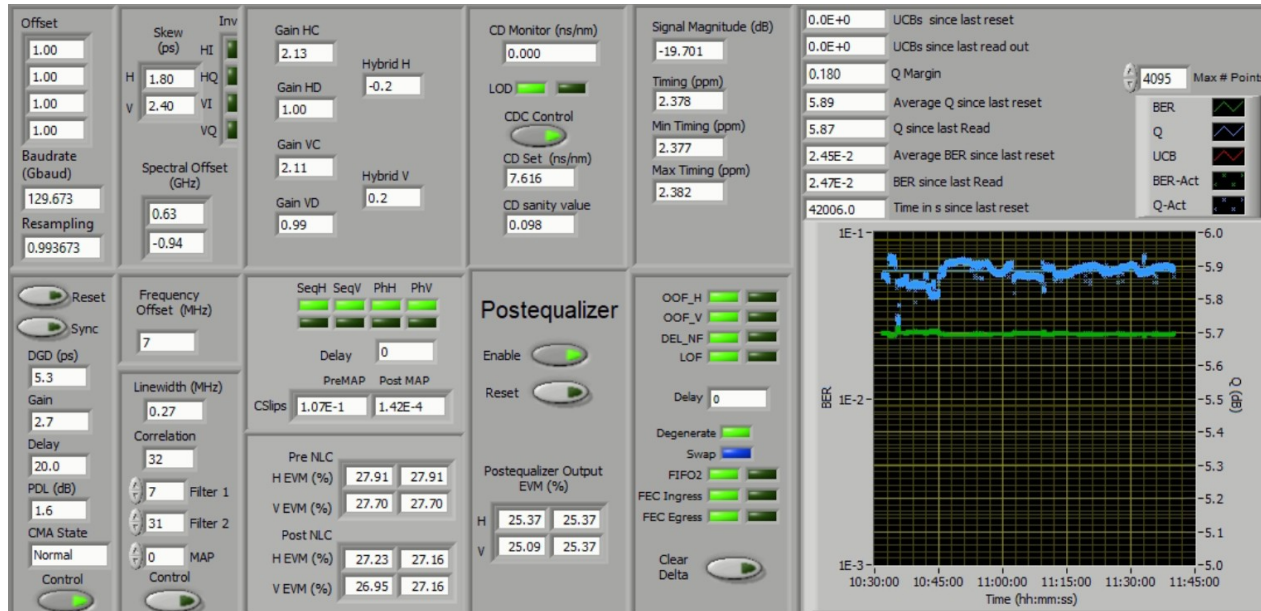 Offset
1.00
1.00
1.00
1.00
Baudrate
(Gbaud)
129.673
Resampling
0.993673
Skew
(ps)
Inv
HI
H 1.80 HQ
V 2.40 VI
VQ
Spectral Offset
(GHz)
0.63
-0.94
Gain HC
2.13
Gain HD
1.00
Gain VC
2.11
Gain VD
0.99
Hybrid H
-0.2
Hybrid V
0.2
CD Monitor (ns/nm)
0.000
LOD
CDC Control
CD Set (ns/nm)
7.616
CD sanity value
0.098
Signal Magnitude (dB)
-19.701
Timing (ppm)
2.378
Min Timing (ppm)
2.377
Max Timing (ppm)
2.382
0.0E+0 UCBs since last reset
0.0E+0 UCBs since last read out
0.180 Q Margin
5.89 Average Q since last reset
5.87 Q since last Read
2.45E-2 Average BER since last reset
2.47E-2 BER since last Read
42006.0 Time in s since last reset
4095 Max # Points
BER
Q
UCB
BER-Act
Q-Act
Reset
Sync
DGD (ps)
5.3
Gain
2.7
Delay
20.0
PDL (dB)
1.6
CMA State
Normal
Control
Frequency
Offset (MHz)
7
Linewidth (MHz)
0.27
Correlation
32
7 Filter 1
31 Filter 2
0 MAP
Control
SeqH SeqV PhH PhV
Delay 0
PreMAP Post MAP
CSlips 1.07E-1 1.42E-4
Pre NLC
H EVM (%) 27.91 27.91
V EVM (%) 27.70 27.70
Post NLC
H EVM (%) 27.23 27.16
V EVM (%) 26.95 27.16
Postequalizer
Enable
Reset
Postequalizer Output
EVM (%)
H 25.37 25.37
V 25.09 25.37
OOF_H
OOF_V
DEL_NF
LOF
Delay 0
Degenerate
Swap
FIFO2
FEC Ingress
FEC Egress
Clear
Delta
1E-1
1E-2
1E-3
BER
6.0
5.9
5.8
5.7
5.6
5.5
5.4
5.3
5.2
5.1
5.0
Q (dB)
10:30:00 10:45:00 11:00:00 11:15:00 11:30:00 11:45:00
Time (hh:mm:ss)